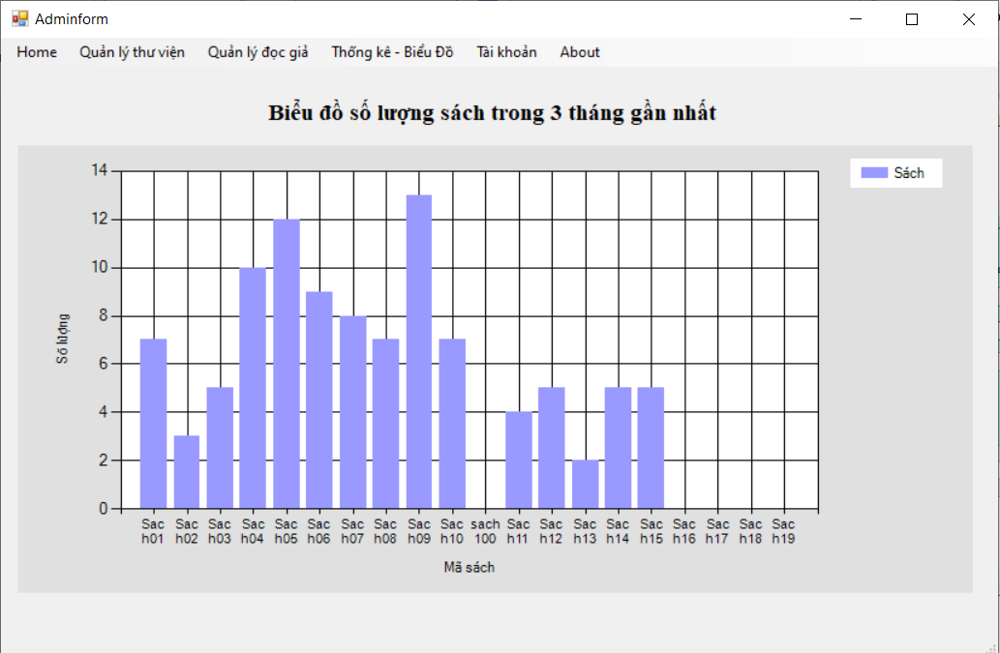 Adminform
Home Quản lý thư viện Quản lý đọc giả Thống kê - Biểu Đồ Tài khoản About
Biểu đồ số lượng sách trong 3 tháng gần nhất
Sách
14
12
10
8
6
4
2
0
Số lượng
Sac Sac Sac Sac Sac Sac Sac Sac Sac Sac sach Sac Sac Sac Sac Sac Sac Sac Sac Sac
h01 h02 h03 h04 h05 h06 h07 h08 h09 h10 100 h11 h12 h13 h14 h15 h16 h17 h18 h19
Mã sách